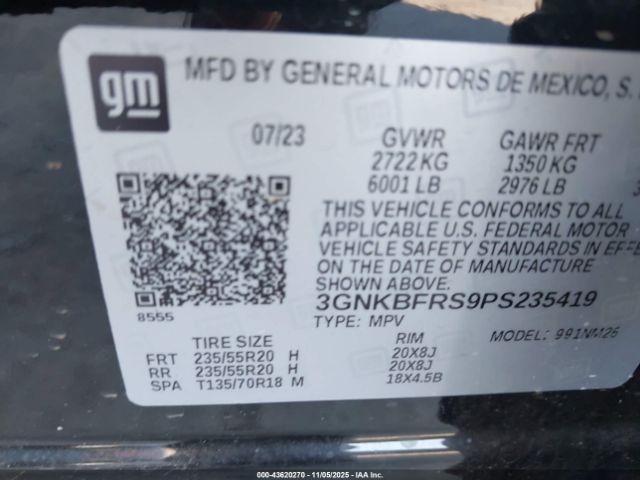 gm
MFD BY GENERAL MOTORS DE MEXICO, S.
07/23 GVWR GAWR FRT
2722 KG 1350 KG
6001 LB 2976 LB
THIS VEHICLE CONFORMS TO ALL
APPLICABLE U.S. FEDERAL MOTOR
VEHICLE SAFETY STANDARDS IN EFFE
ON THE DATE OF MANUFACTURE
SHOWN ABOVE.
3GNKBFRS9PS235419
8555
TYPE: MPV MODEL: 991NM26
TIRE SIZE RIM
FRT 235/55R20 H 20X8J
RR 235/55R20 H 20X8J
SPA T135/70R18 M 18X4.5B
000-43620270 - 11/05/2025 - IAA Inc.